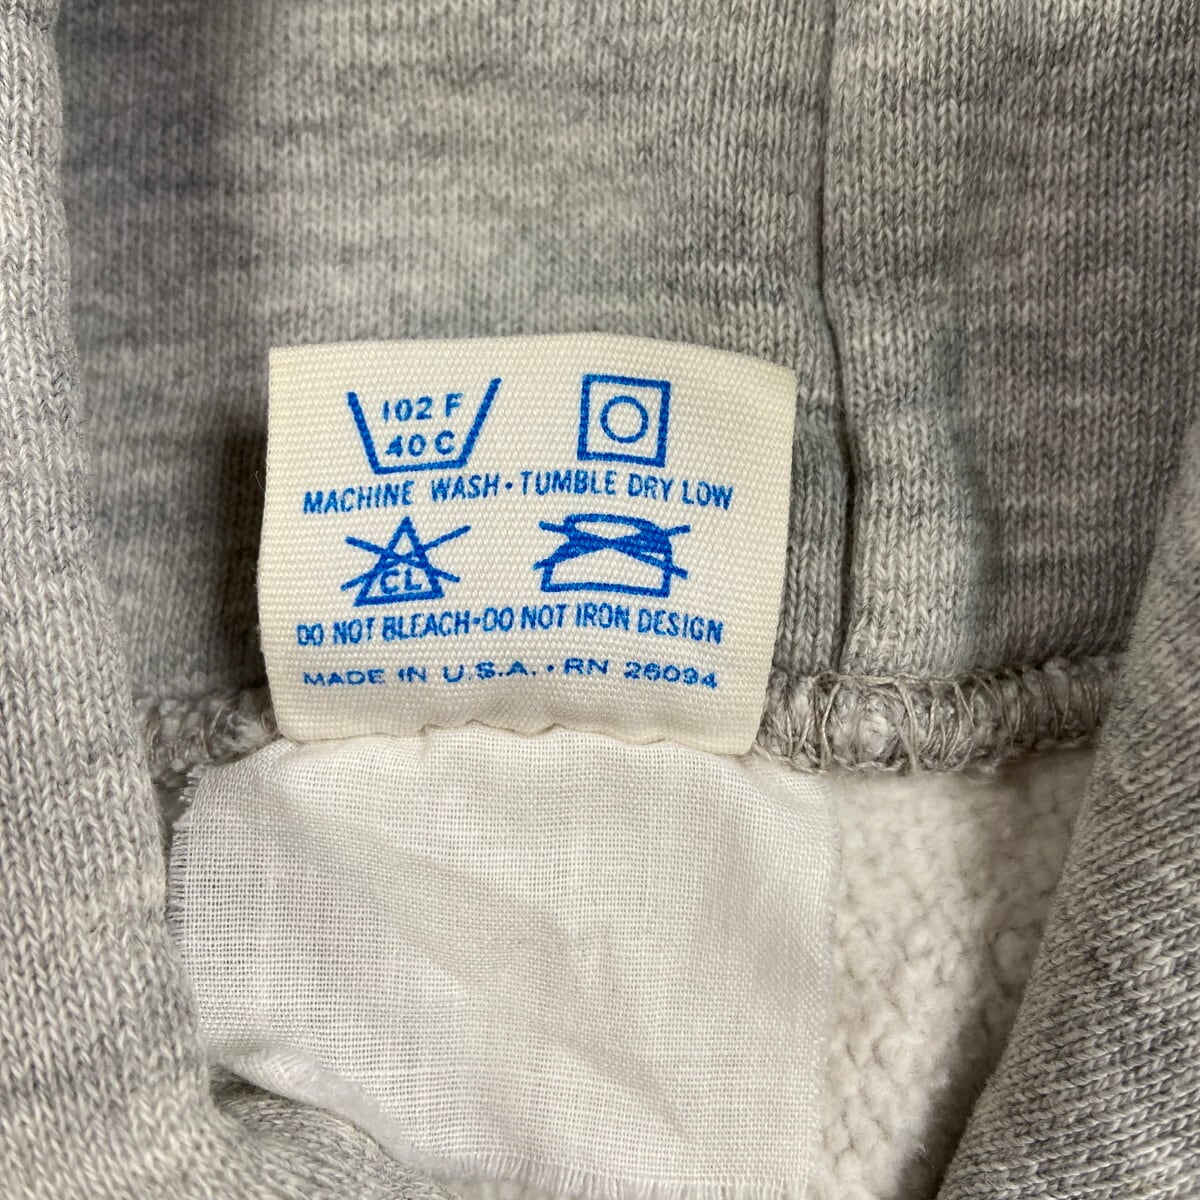 102 F
40 C
MACHINE WASH • TUMBLE DRY LOW
CL
DO NOT BLEACH • DO NOT IRON DESIGN
MADE IN U.S.A. • RN 26094